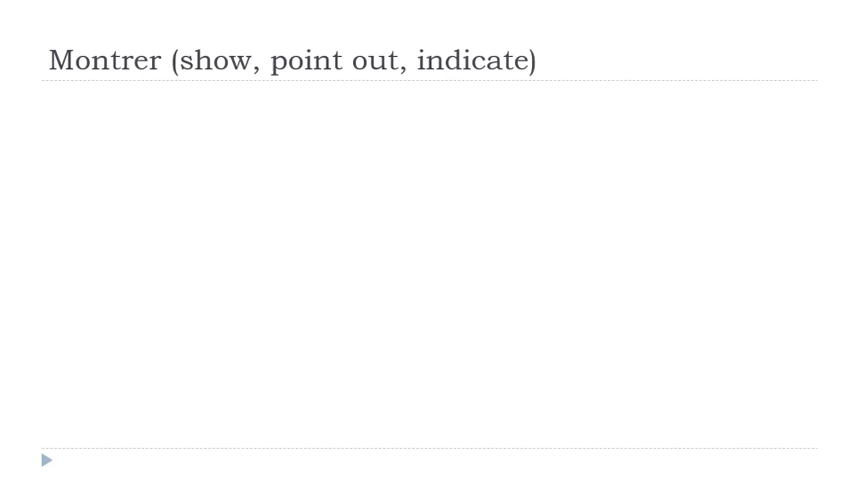 Montrer (show, point out, indicate)